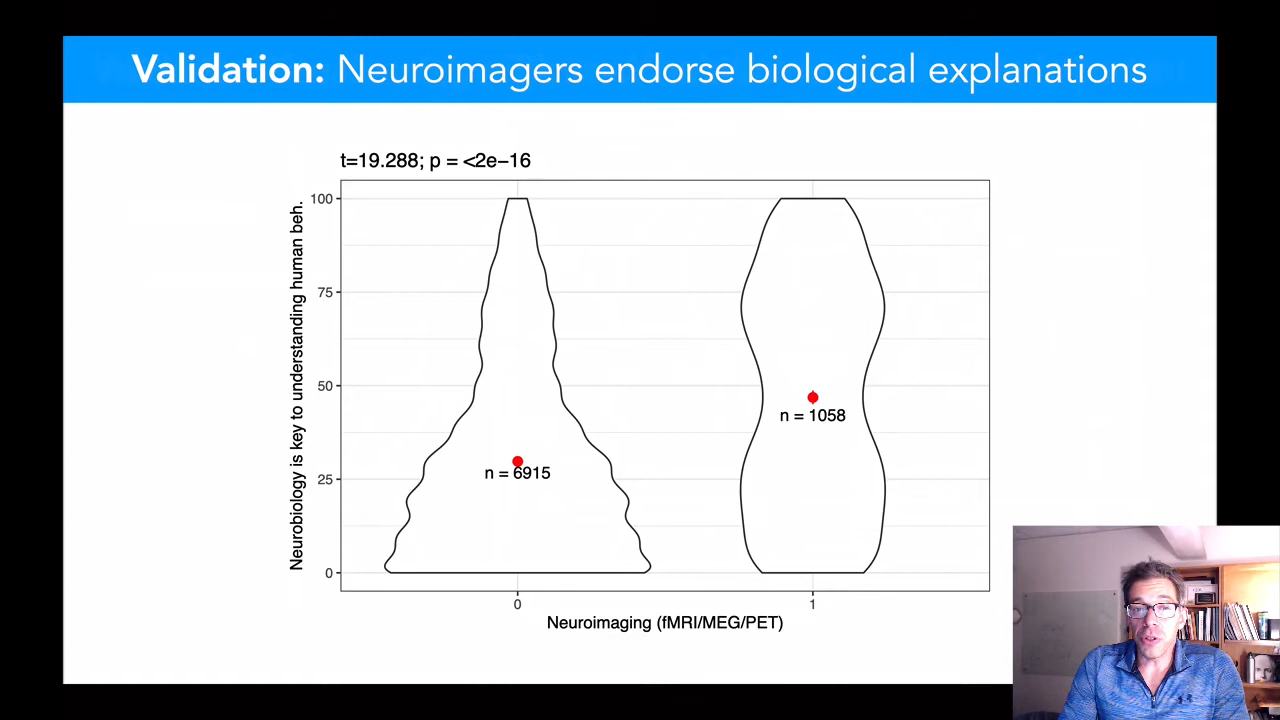 Validation: Neuroimagers endorse biological explanations
t=19.288; p = <2e−16
Neurobiology is key to understanding human beh.
100
75
50
25
0
n = 6915
n = 1058
0
1
Neuroimaging (fMRI/MEG/PET)